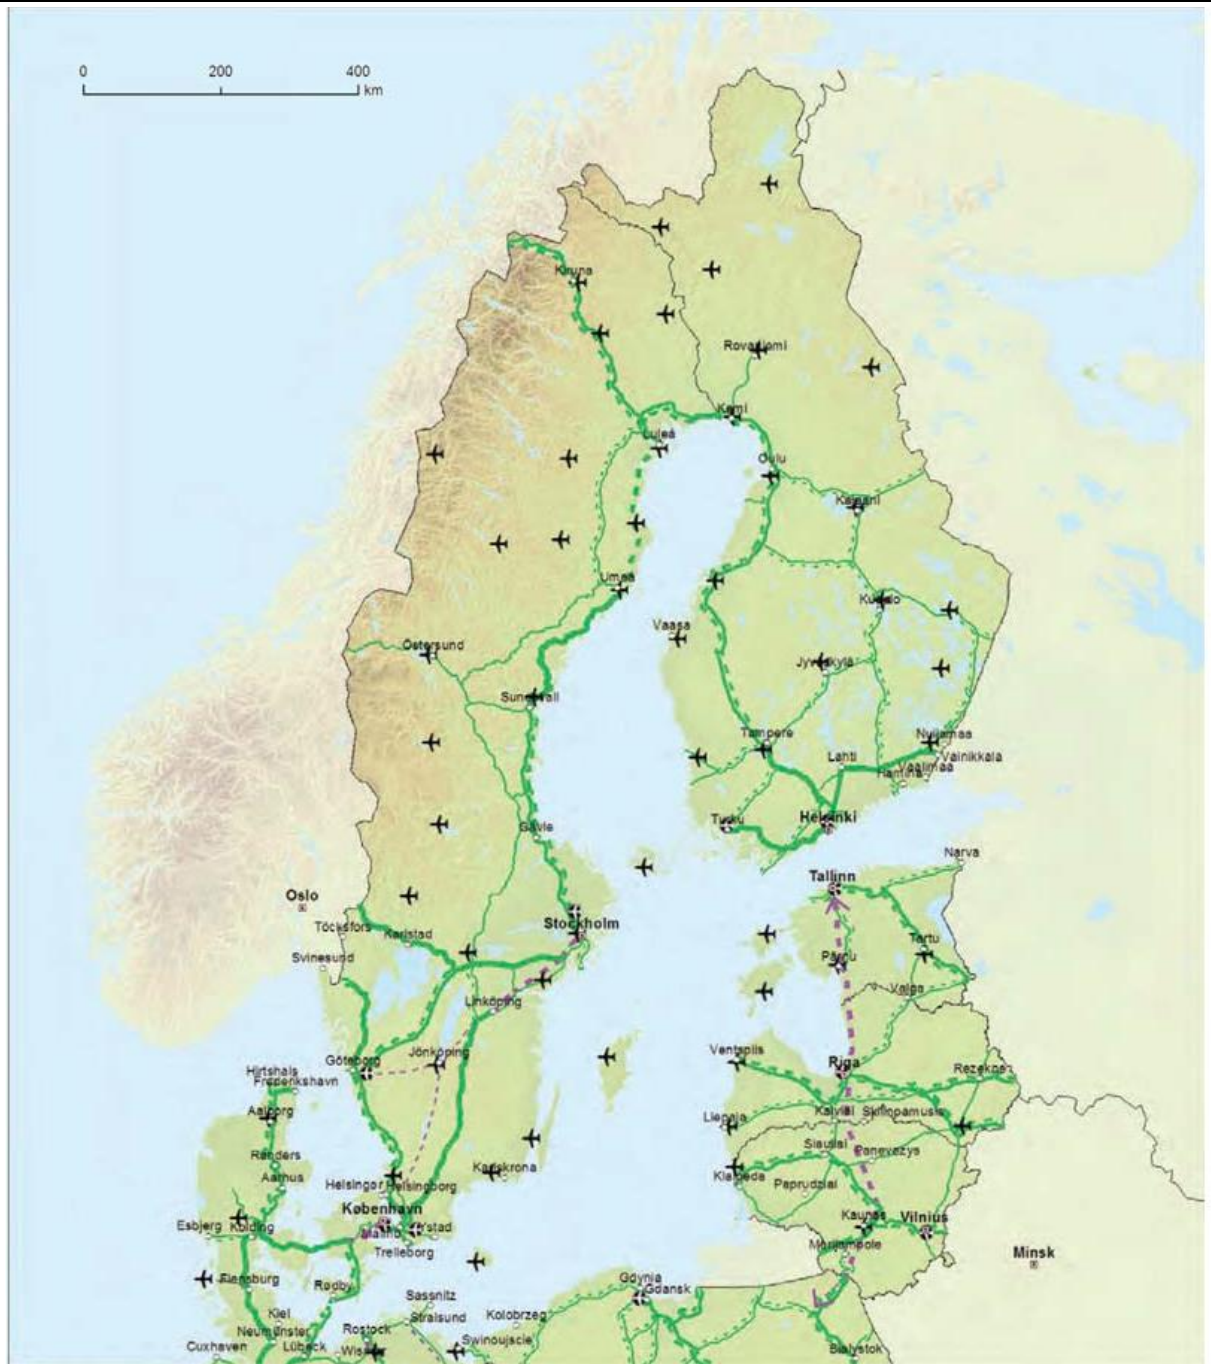 0 200 400
km
Kiruna
Rovaniemi
Kemi
Luleå
Oulu
Kajaani
Umeå
Vaasa
Östersund
Jyväskylä
Sundsvall
Tampere
Nuijamaa
Lahti
Vainikkala
Vaalimaa
Hamina
Turku
Helsinki
Gävle
Narva
Tallinn
Oslo
Stockholm
Töcksfors
Karlstad
Tartu
Svinesund
Pärnu
Valga
Linköping
Ventspils
Jönköping
Göteborg
Riga
Rezekne
Hirtshals
Frederikshavn
Aalborg
Liepaja
Siauliai
Panevezys
Randers
Aarhus
Karlskrona
Klaipeda
Paprudziai
Helsingør
Helsingborg
København
Kaunas
Vilnius
Esbjerg
Kolding
Malmö
Ystad
Trelleborg
Marijampole
Minsk
Flensburg
Rødby
Gdynia
Gdansk
Sassnitz
Kiel
Stralsund
Kolobrzeg
Neumünster
Rostock
Cuxhaven
Lübeck
Swinoujscie
Bialystok